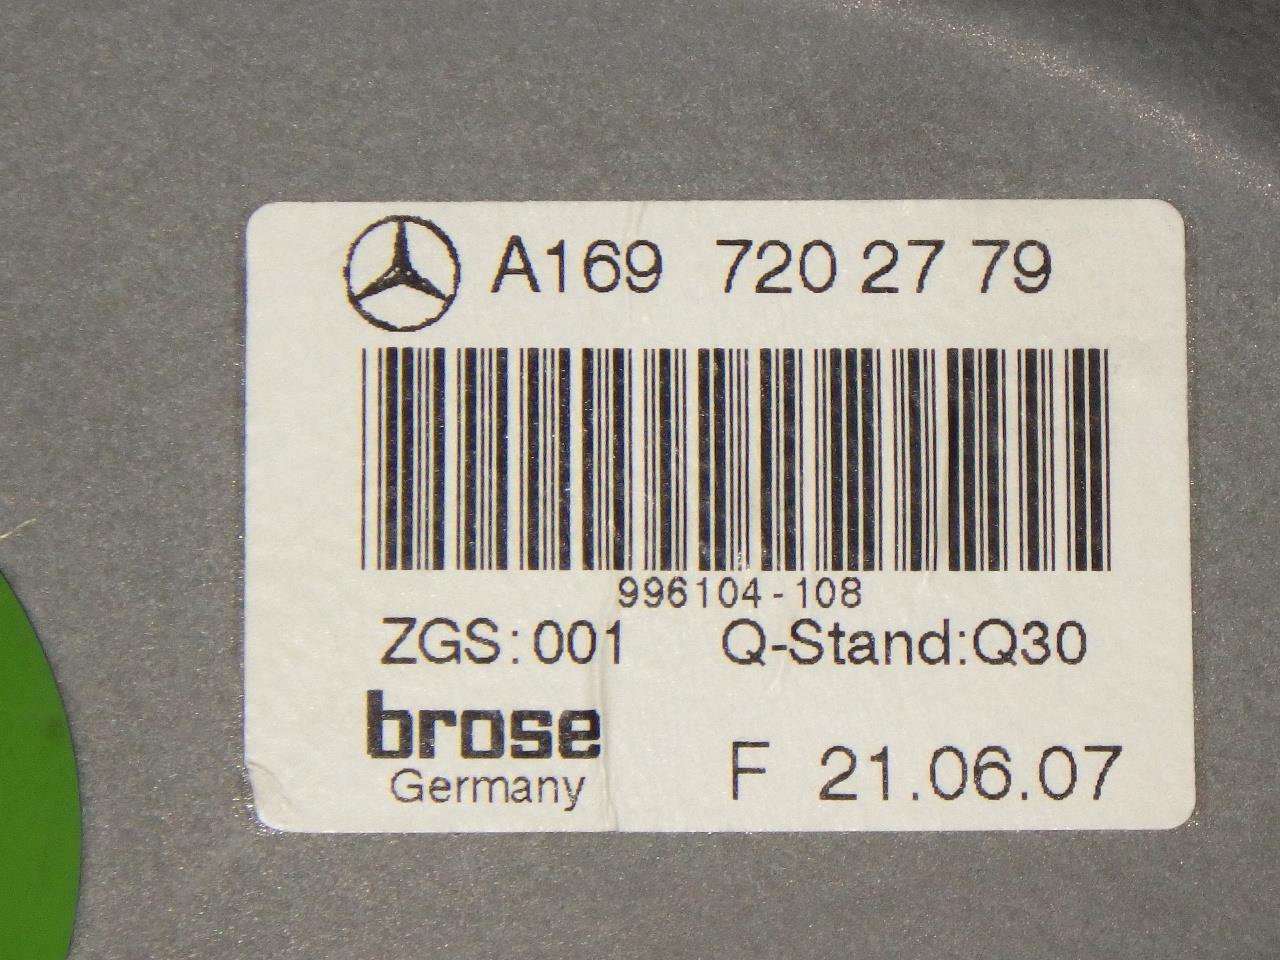 A169 720 27 79
996104-108
ZGS:001 Q-Stand:Q30
brose
Germany F 21.06.07